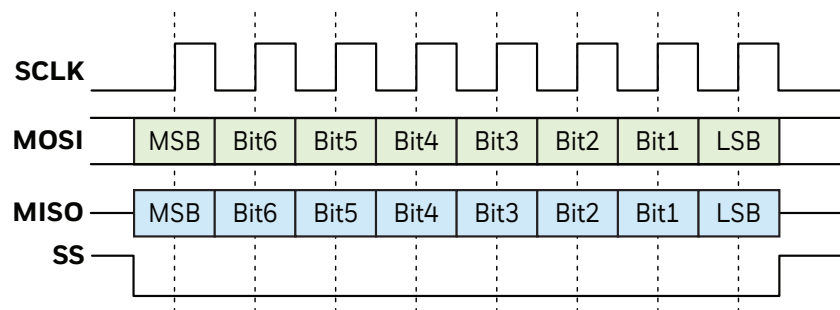 SCLK
MOSI MSB Bit6 Bit5 Bit4 Bit3 Bit2 Bit1 LSB
MISO MSB Bit6 Bit5 Bit4 Bit3 Bit2 Bit1 LSB
SS